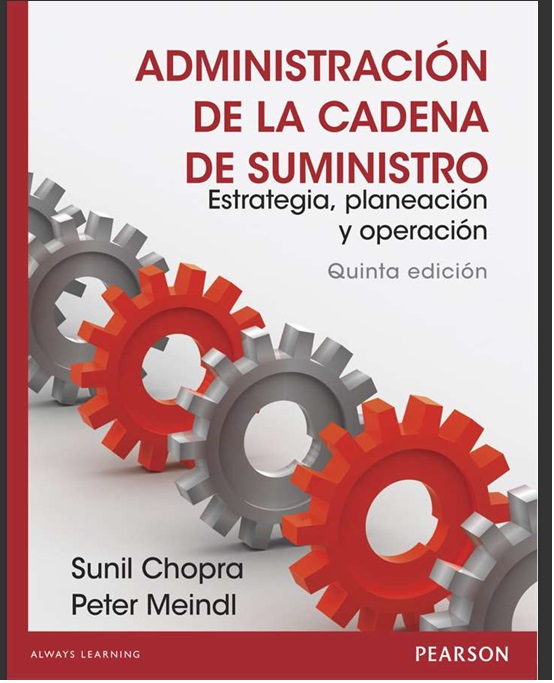 ADMINISTRACIÓN
DE LA CADENA
DE SUMINISTRO
Estrategia, planeación
y operación
Quinta edición
Sunil Chopra
Peter Meindl
ALWAYS LEARNING
PEARSON